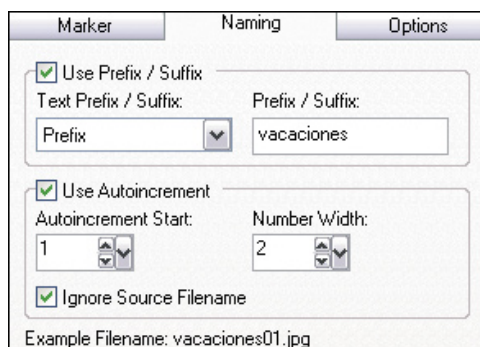 Marker Naming Options
Use Prefix / Suffix
Text Prefix / Suffix: Prefix / Suffix:
Prefix vacaciones
Use Autoincrement
Autoincrement Start: Number Width:
1 2
Ignore Source Filename
Example Filename: vacaciones01.jpg